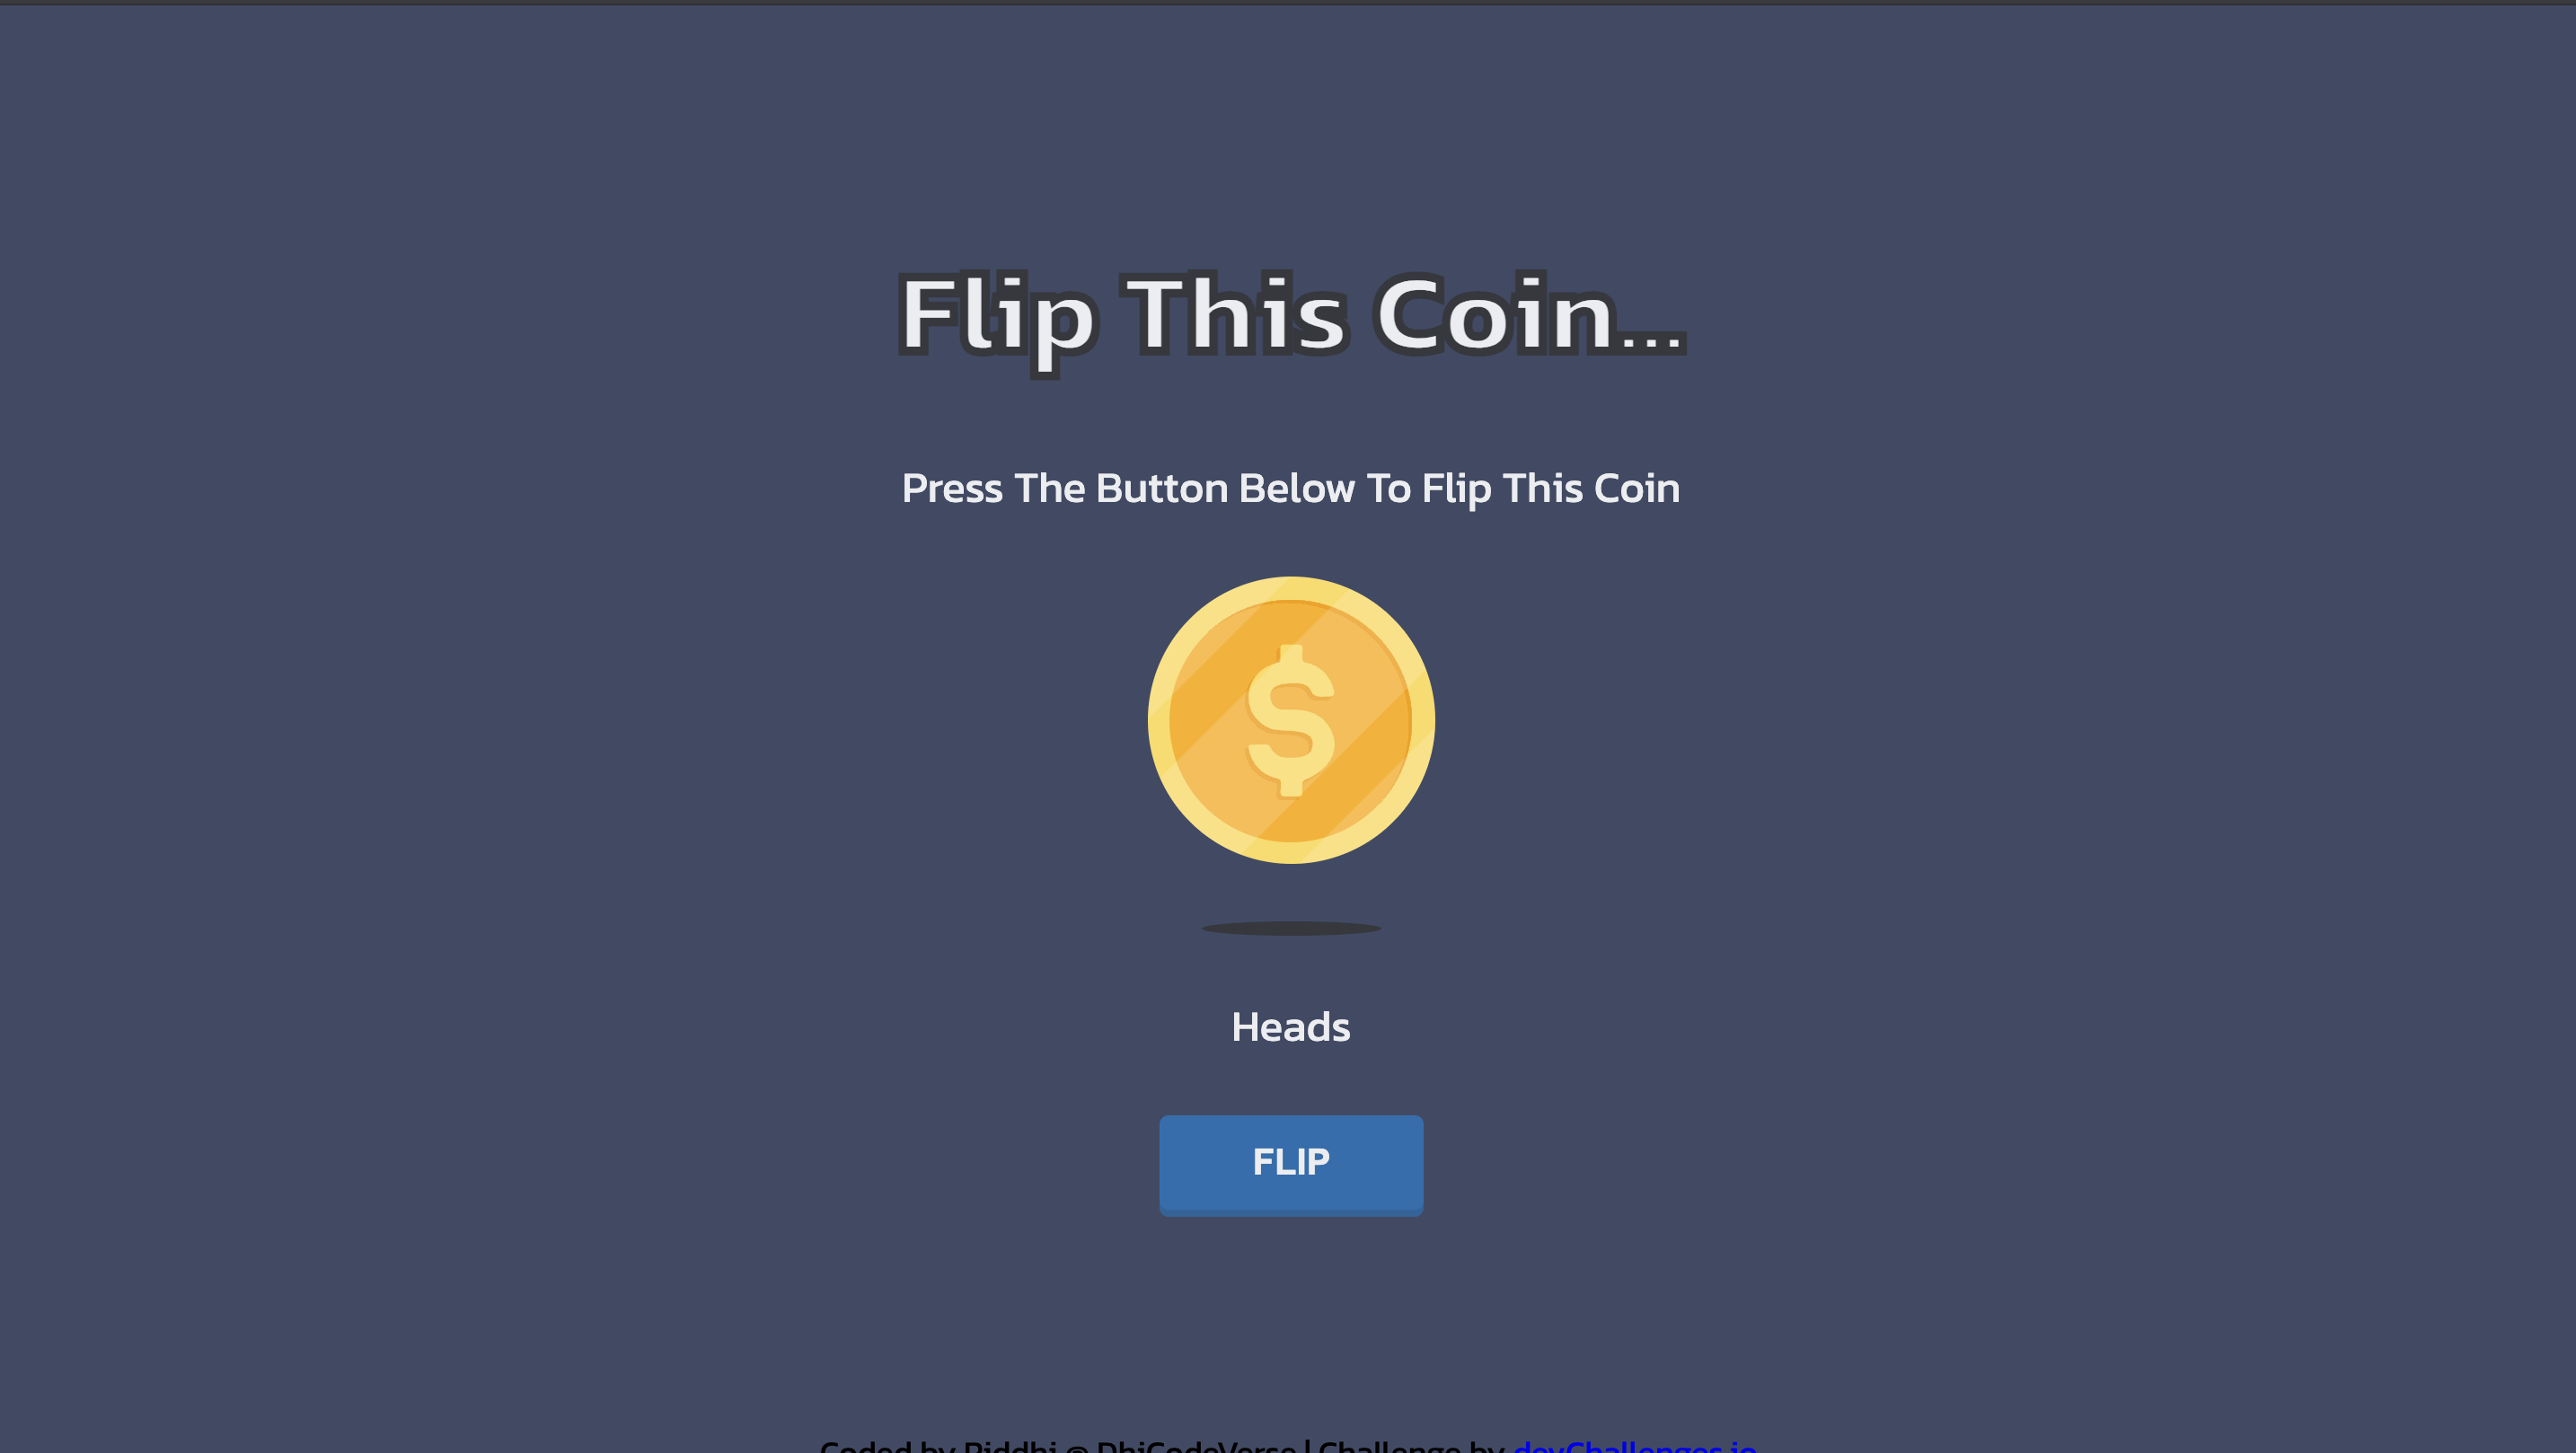 Flip This Coin...
Press The Button Below To Flip This Coin
$
Heads
FLIP
Coded by Riddhi @ DhiCodeVerse | Challenge by devChallenges.io